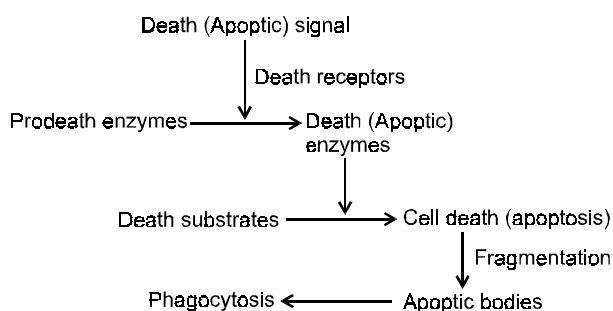 Death (Apoptic) signal
Death receptors
Prodeath enzymes
Death (Apoptic)
enzymes
Death substrates
Cell death (apoptosis)
Fragmentation
Phagocytosis
Apoptic bodies